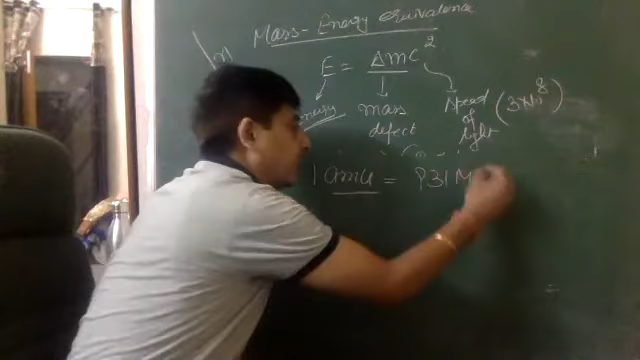 Mass-Energy equivalence
E = Δmc²
energy mass defect
speed of light (3×10⁸)
1 amu = 931 M